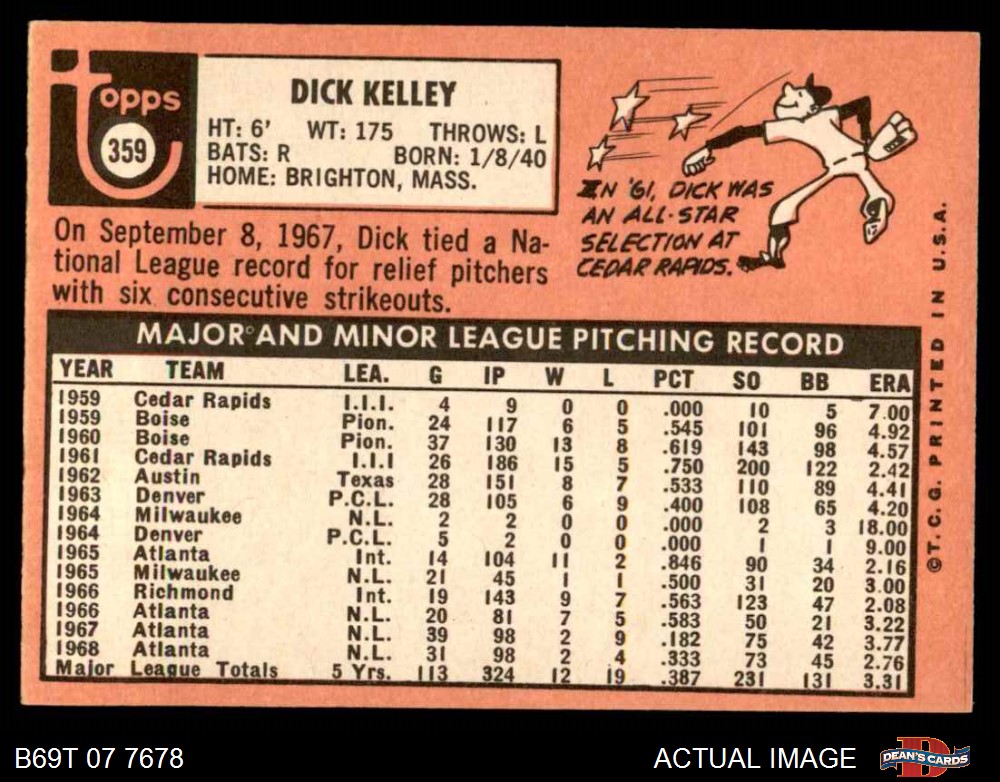 Topps
359
DICK KELLEY
HT: 6' WT: 175 THROWS: L
BATS: R BORN: 1/8/40
HOME: BRIGHTON, MASS.
IN '61, DICK WAS
AN ALL-STAR
SELECTION AT
CEDAR RAPIDS.
On September 8, 1967, Dick tied a Na-
tional League record for relief pitchers
with six consecutive strikeouts.
MAJOR AND MINOR LEAGUE PITCHING RECORD
YEAR TEAM LEA. G IP W L PCT SO BB ERA
1959 Cedar Rapids I.I.I. 4 9 0 0 .000 10 5 7.00
1959 Boise Pion. 24 117 6 5 .545 101 96 4.92
1960 Boise Pion. 37 130 13 8 .619 143 98 4.57
1961 Cedar Rapids I.I.I 26 186 15 5 .750 200 122 2.42
1962 Austin Texas 28 151 8 7 .533 110 89 4.41
1963 Denver P.C.L. 28 105 6 9 .400 108 65 4.20
1964 Milwaukee N.L. 2 2 0 0 .000 2 3 18.00
1964 Denver P.C.L. 5 2 0 0 .000 1 1 9.00
1965 Atlanta Int. 14 104 11 2 .846 90 34 2.16
1965 Milwaukee N.L. 21 45 1 1 .500 31 20 3.00
1966 Richmond Int. 19 143 9 7 .563 123 47 2.08
1966 Atlanta N.L. 20 81 7 5 .583 50 21 3.22
1967 Atlanta N.L. 39 98 2 9 .182 75 42 3.77
1968 Atlanta N.L. 31 98 2 4 .333 73 45 2.76
Major League Totals 5 Yrs. 113 324 12 19 .387 231 131 3.31
©T.C.G. PRINTED IN U.S.A.
B69T 07 7678
ACTUAL IMAGE
DEAN'S CARDS